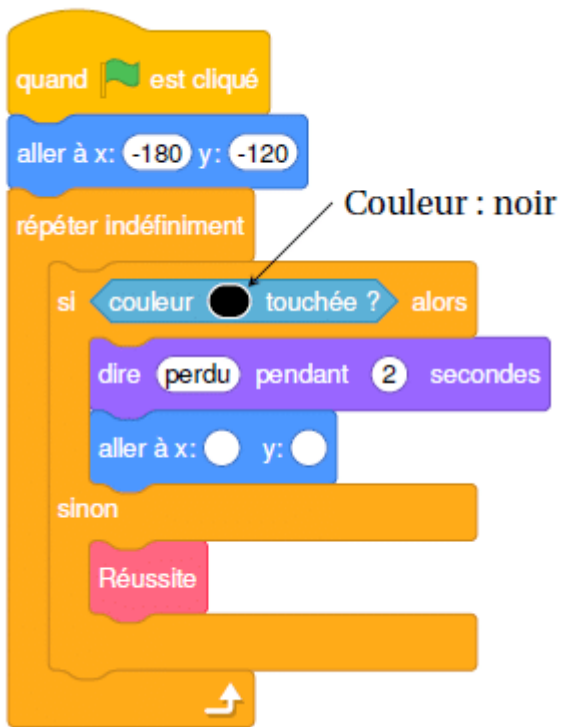 quand est cliqué
aller à x: -180 y: -120
Couleur : noir
répéter indéfiniment
si couleur touchée ? alors
dire perdu pendant 2 secondes
aller à x: y:
sinon
Réussite